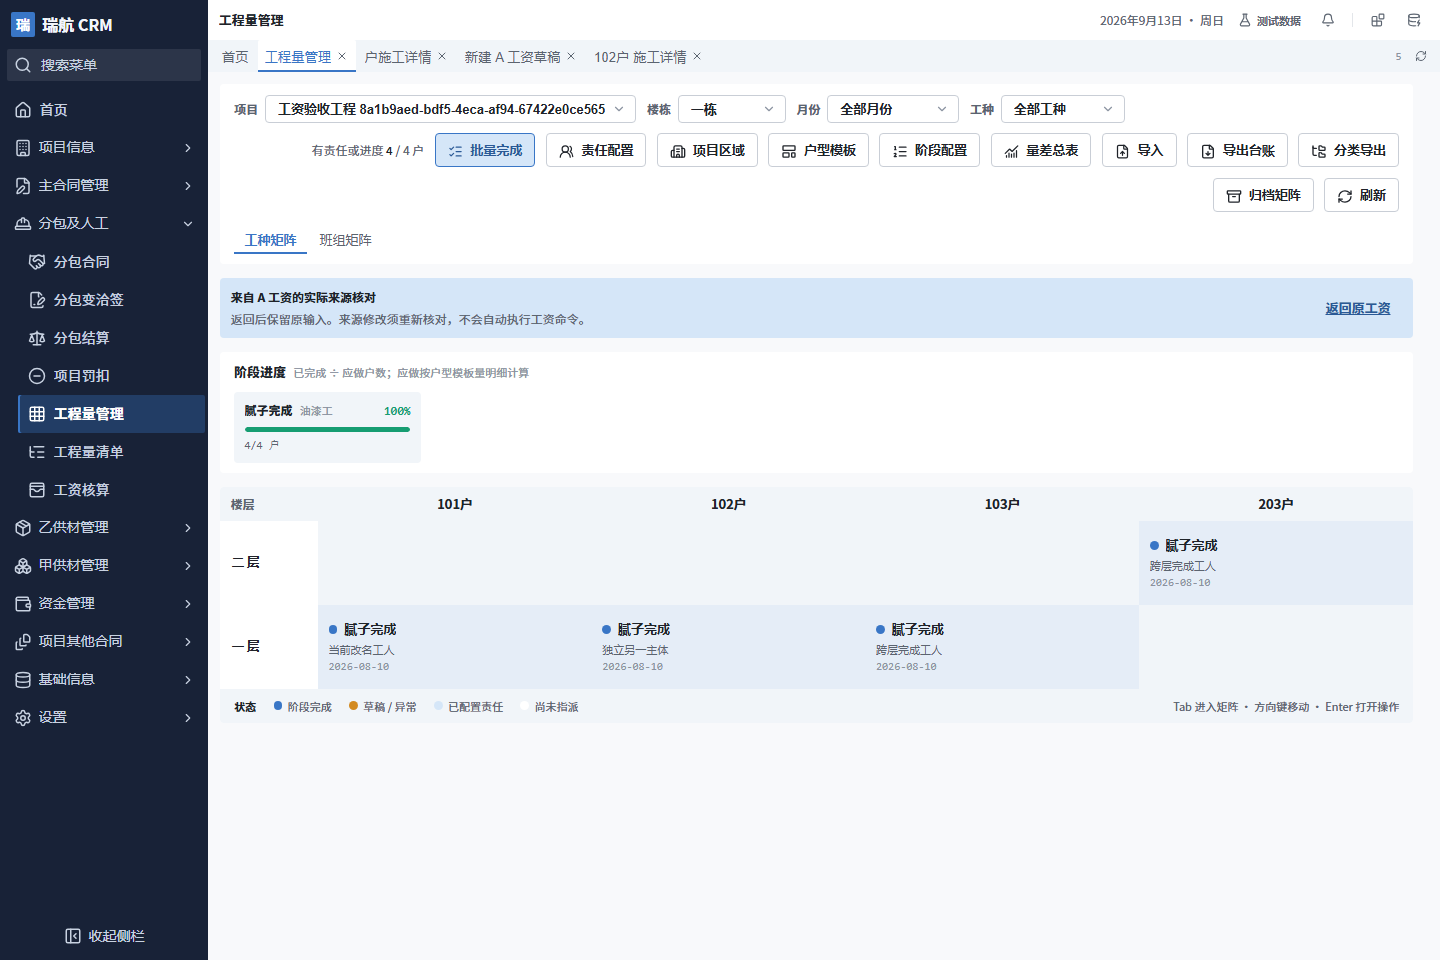 瑞 瑞航 CRM
搜索菜单
首页
项目信息
主合同管理
分包及人工
分包合同
分包变洽签
分包结算
项目罚扣
工程量管理
工程量清单
工资核算
乙供材管理
甲供材管理
资金管理
项目其他合同
基础信息
设置
收起侧栏
工程量管理
2026年9月13日 • 周日 测试数据
首页 工程量管理 户施工详情 新建 A 工资草稿 102户 施工详情 5
项目 工资验收工程 8a1b9aed-bdf5-4eca-af94-67422e0ce565 楼栋 一栋 月份 全部月份 工种 全部工种
有责任或进度 4 / 4 户 批量完成 责任配置 项目区域 户型模板 阶段配置 量差总表 导入 导出台账 分类导出
归档矩阵 刷新
工种矩阵 班组矩阵
来自 A 工资的实际来源核对
返回后保留原输入。来源修改须重新核对，不会自动执行工资命令。
返回原工资
阶段进度 已完成 ÷ 应做户数；应做按户型模板量明细计算
腻子完成 油漆工 100%
4/4 户
楼层 101户 102户 103户 203户
二层
腻子完成
跨层完成工人
2026-08-10
一层
腻子完成
当前改名工人
2026-08-10
腻子完成
独立另一主体
2026-08-10
腻子完成
跨层完成工人
2026-08-10
状态 阶段完成 草稿 / 异常 已配置责任 尚未指派
Tab 进入矩阵 • 方向键移动 • Enter 打开操作